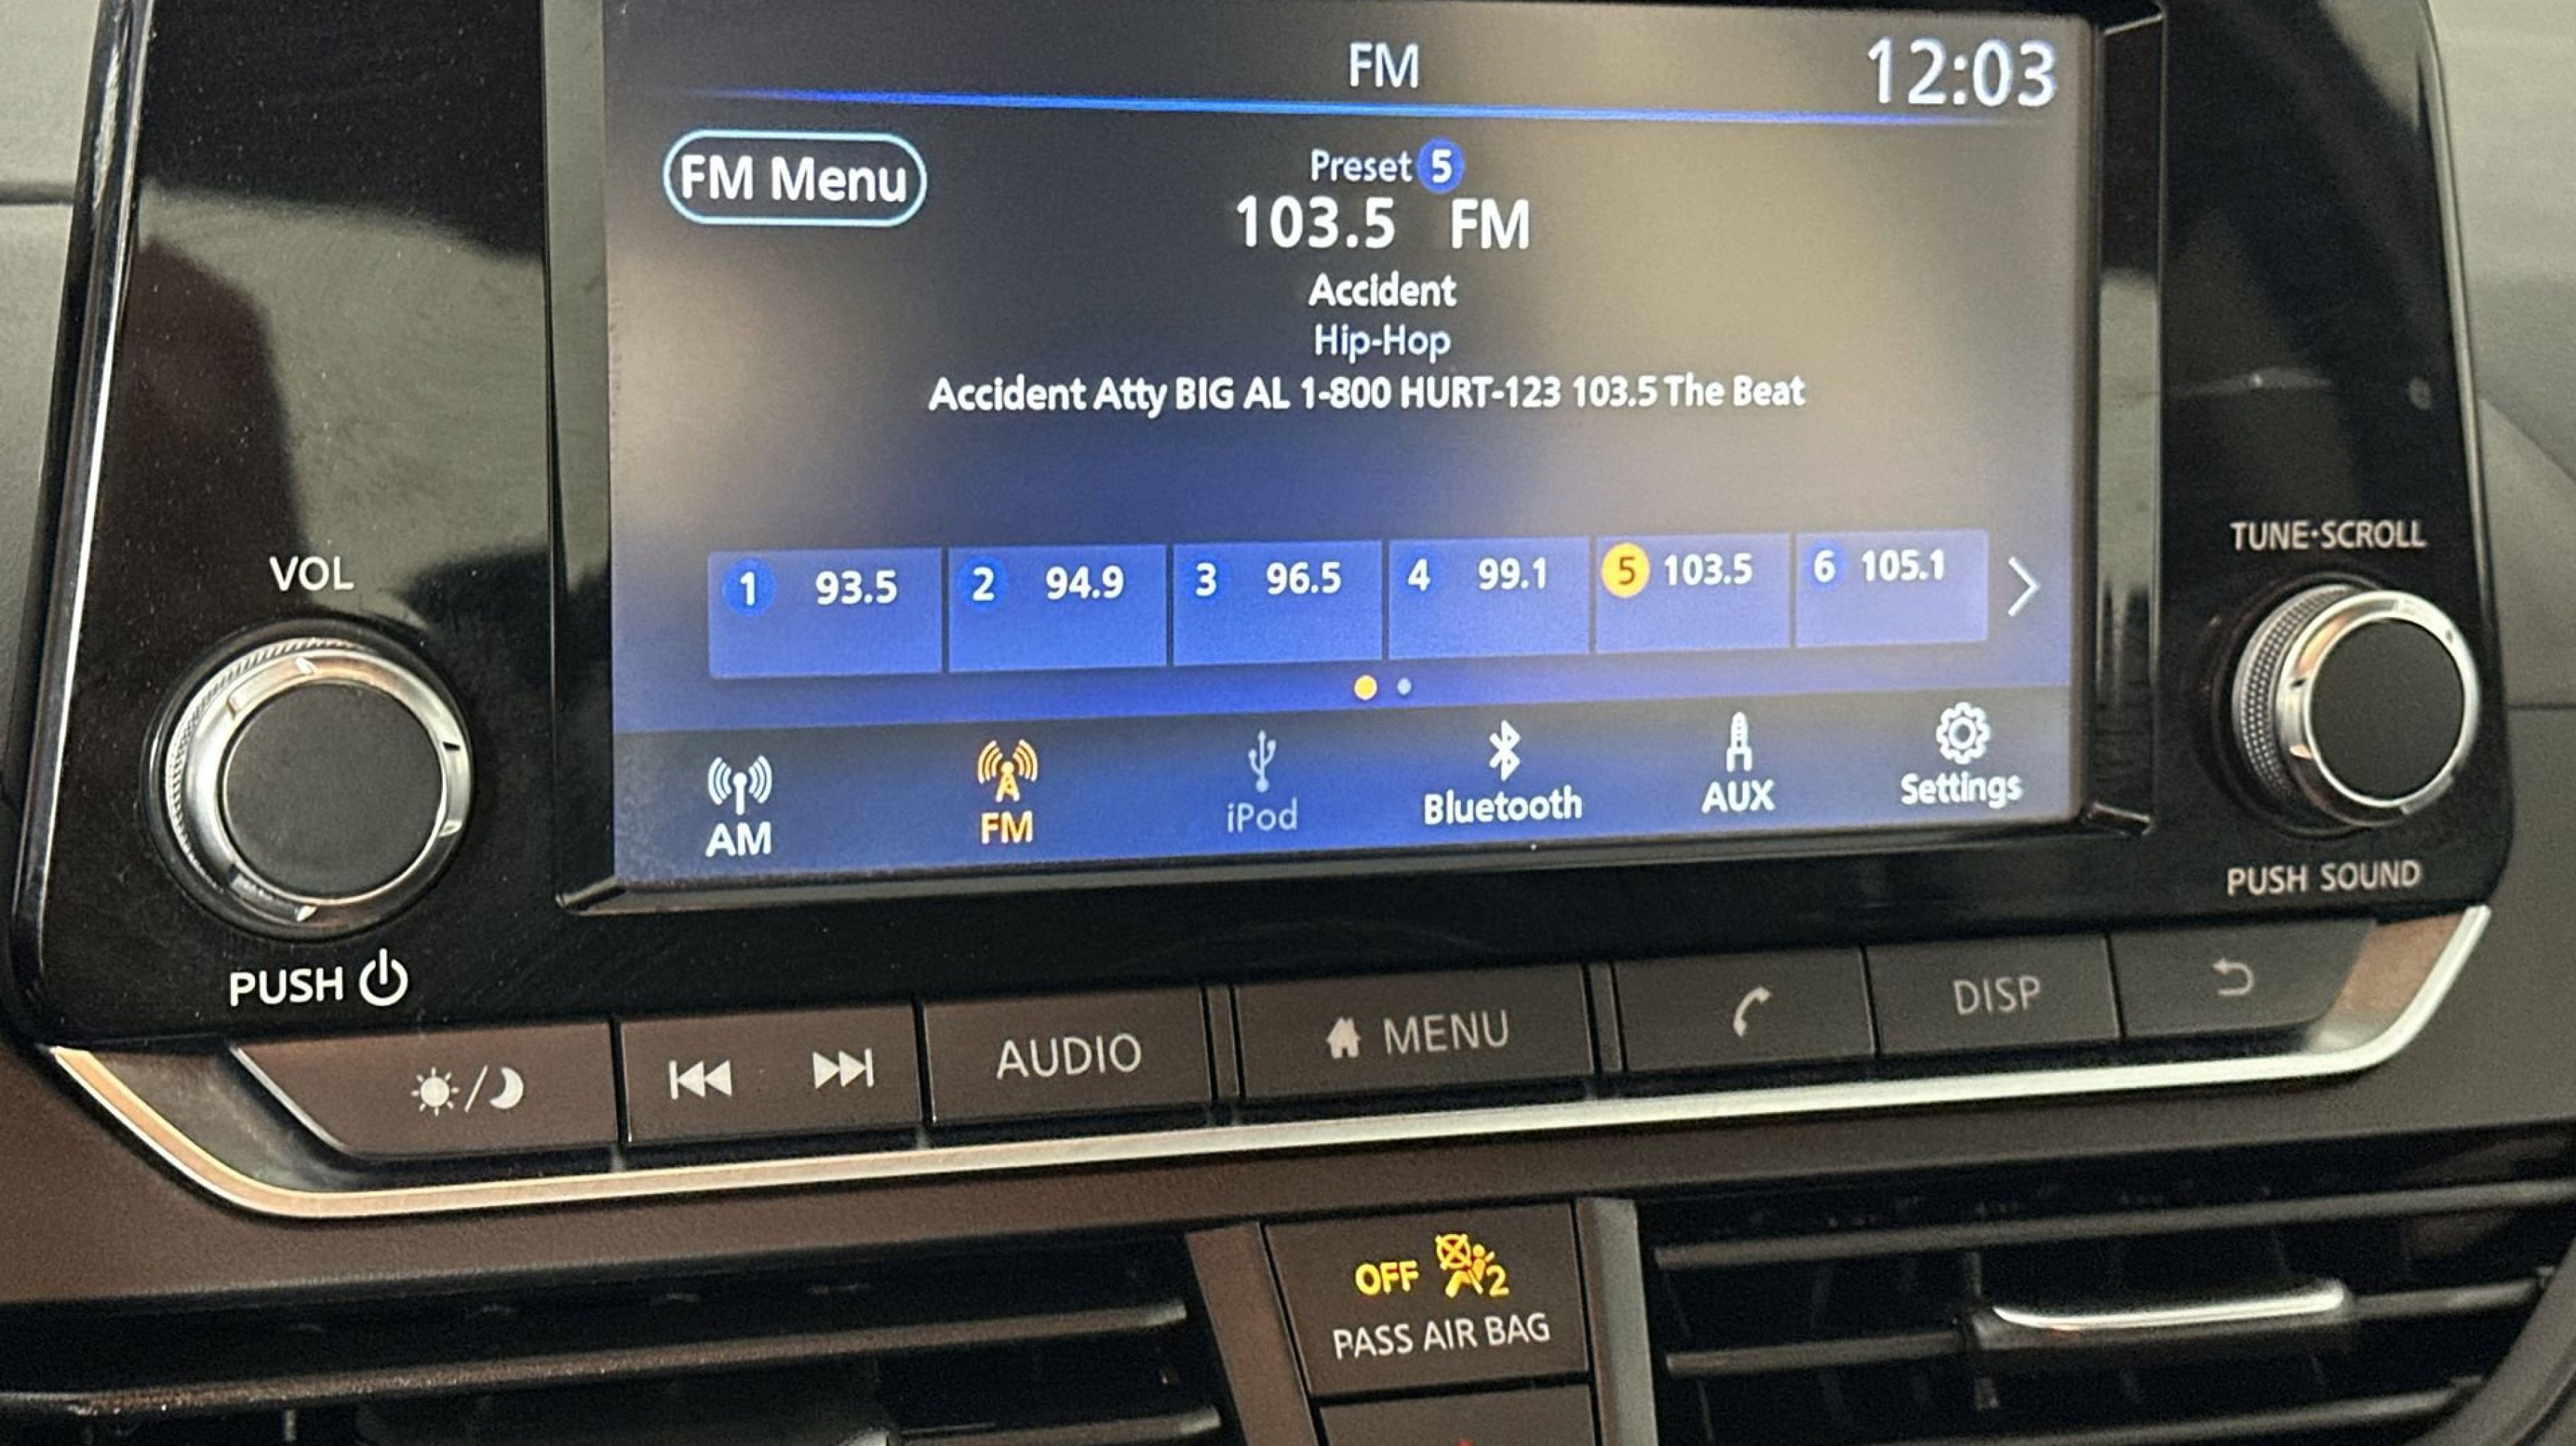 FM
12:03
FM Menu
Preset 5
103.5 FM
Accident
Hip-Hop
Accident Atty BIG AL 1-800 HURT-123 103.5 The Beat
1 93.5
2 94.9
3 96.5
4 99.1
5 103.5
6 105.1
AM
FM
iPod
Bluetooth
AUX
Settings
VOL
PUSH
TUNE·SCROLL
PUSH SOUND
AUDIO
MENU
DISP
OFF 2
PASS AIR BAG